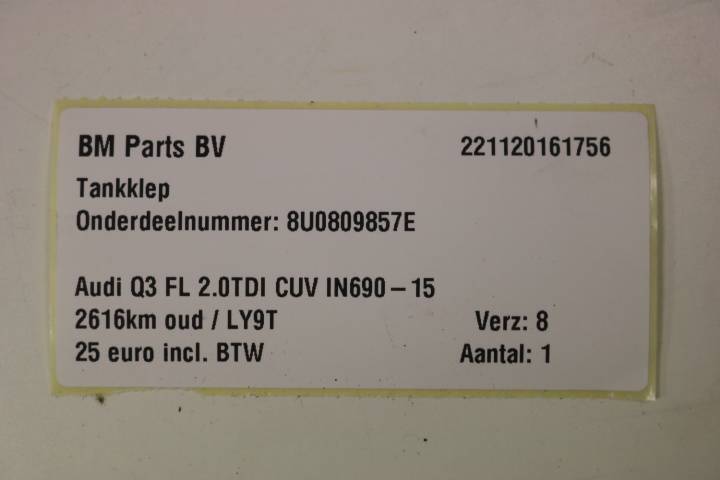 BM Parts BV 221120161756
Tankklep
Onderdeelnummer: 8U0809857E
Audi Q3 FL 2.0TDI CUV IN690 – 15
2616km oud / LY9T Verz: 8
25 euro incl. BTW Aantal: 1